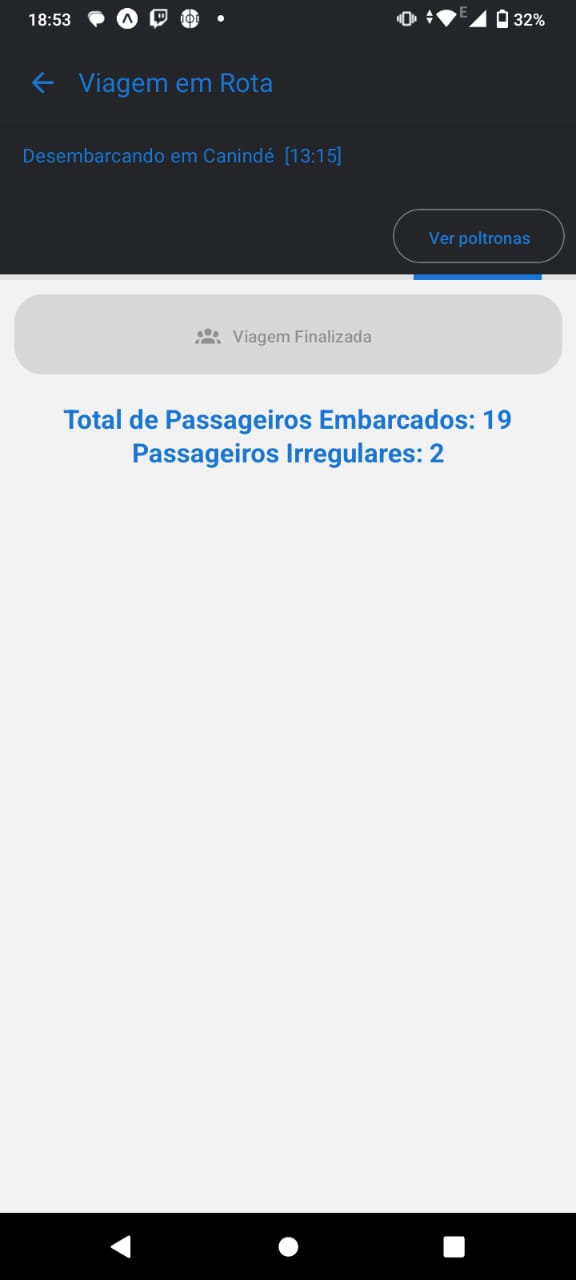 18:53
E
32%
Viagem em Rota
Desembarcando em Canindé [13:15]
Ver poltronas
Viagem Finalizada
Total de Passageiros Embarcados: 19
Passageiros Irregulares: 2